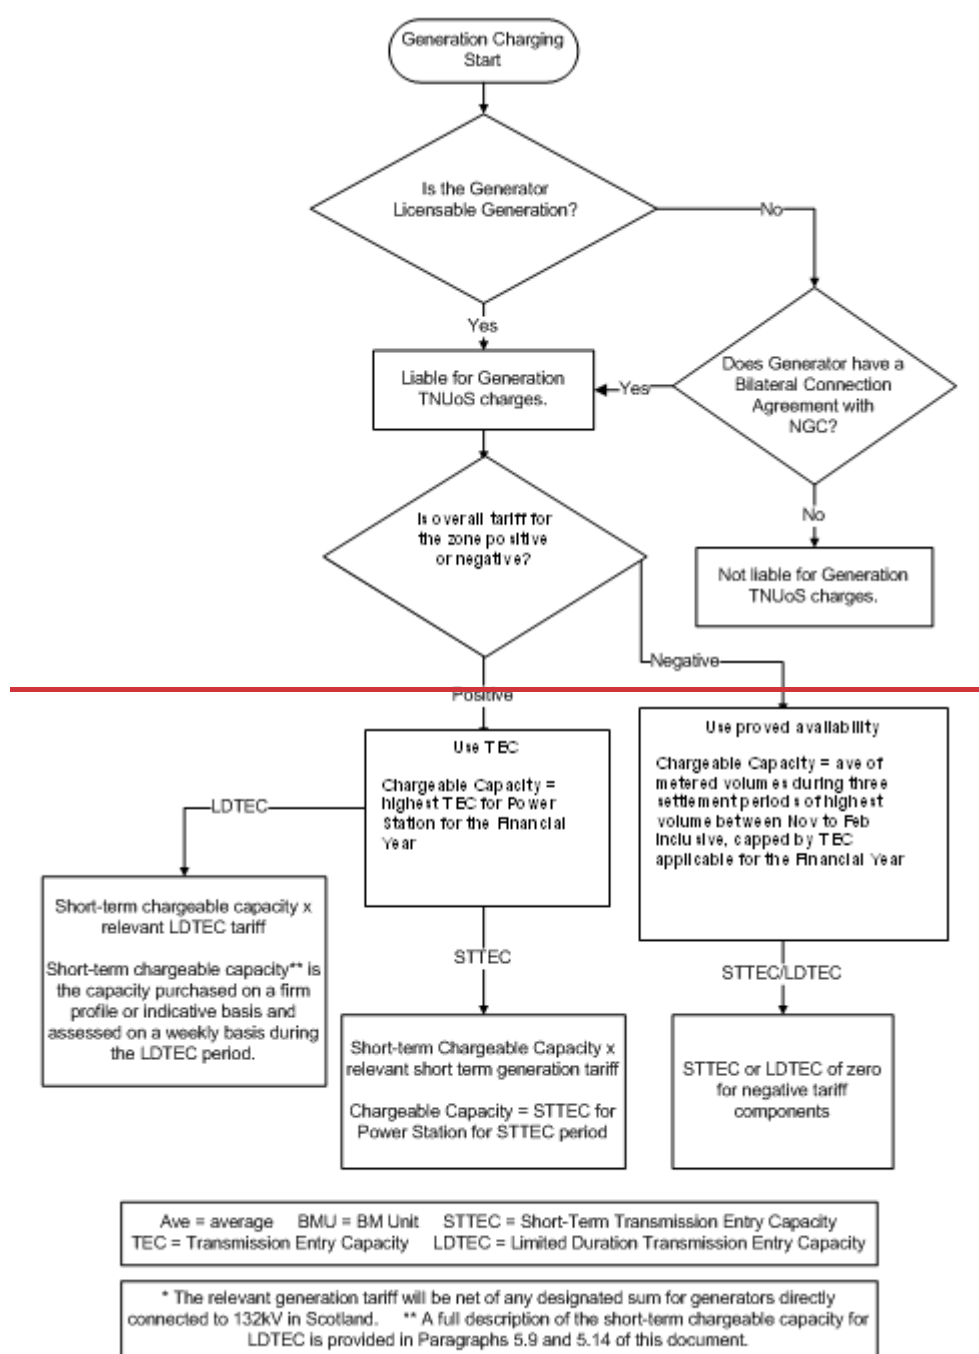 Generation Charging
Start
Is the Generator
Licensable Generation?
No
Yes
Does Generator have a
Bilateral Connection
Agreement with
NGC?
Liable for Generation
TNUoS charges.
Yes
No
Is overall tariff for
the zone positive
or negative?
Not liable for Generation
TNUoS charges.
Negative
Positive
Use TEC
Chargeable Capacity =
highest TEC for Power
Station for the Financial
Year
Use proved availability
Chargeable Capacity = ave of
metered volumes during three
settlement periods of highest
volume between Nov to Feb
inclusive, capped by TEC
applicable for the Financial Year
LDTEC
Short-term chargeable capacity x
relevant LDTEC tariff
Short-term chargeable capacity** is
the capacity purchased on a firm
profile or indicative basis and
assessed on a weekly basis during
the LDTEC period.
STTEC
STTEC/LDTEC
Short-term Chargeable Capacity x
relevant short term generation tariff
Chargeable Capacity = STTEC for
Power Station for STTEC period
STTEC or LDTEC of zero
for negative tariff
components
Ave = average BMU = BM Unit STTEC = Short-Term Transmission Entry Capacity
TEC = Transmission Entry Capacity LDTEC = Limited Duration Transmission Entry Capacity
* The relevant generation tariff will be net of any designated sum for generators directly
connected to 132kV in Scotland. ** A full description of the short-term chargeable capacity for
LDTEC is provided in Paragraphs 5.9 and 5.14 of this document.